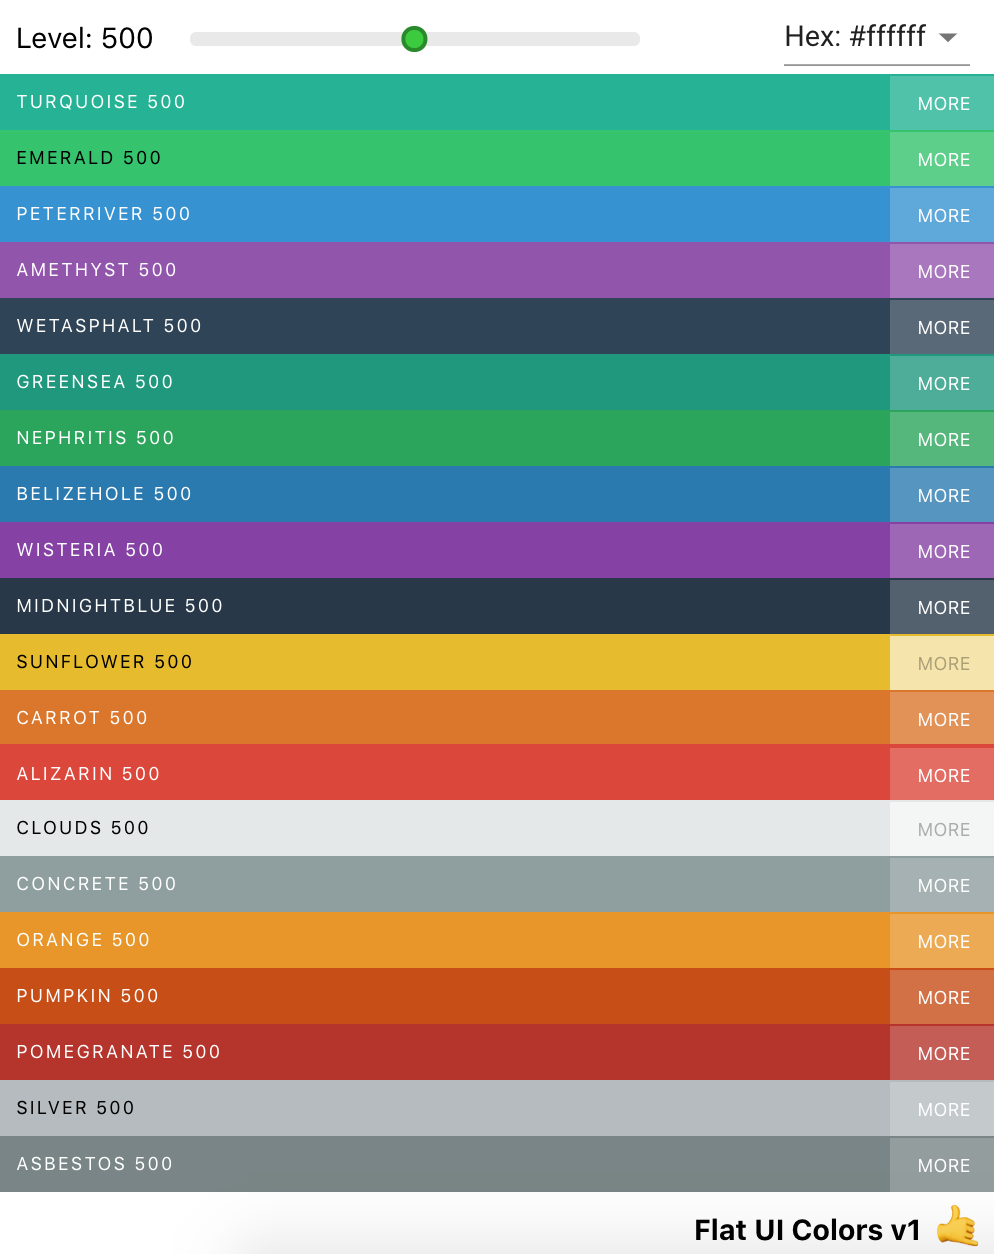 Level: 500
Hex: #ffffff
TURQUOISE 500 MORE
EMERALD 500 MORE
PETERRIVER 500 MORE
AMETHYST 500 MORE
WETASPHALT 500 MORE
GREENSEA 500 MORE
NEPHRITIS 500 MORE
BELIZEHOLE 500 MORE
WISTERIA 500 MORE
MIDNIGHTBLUE 500 MORE
SUNFLOWER 500 MORE
CARROT 500 MORE
ALIZARIN 500 MORE
CLOUDS 500 MORE
CONCRETE 500 MORE
ORANGE 500 MORE
PUMPKIN 500 MORE
POMEGRANATE 500 MORE
SILVER 500 MORE
ASBESTOS 500 MORE
Flat UI Colors v1 🤙